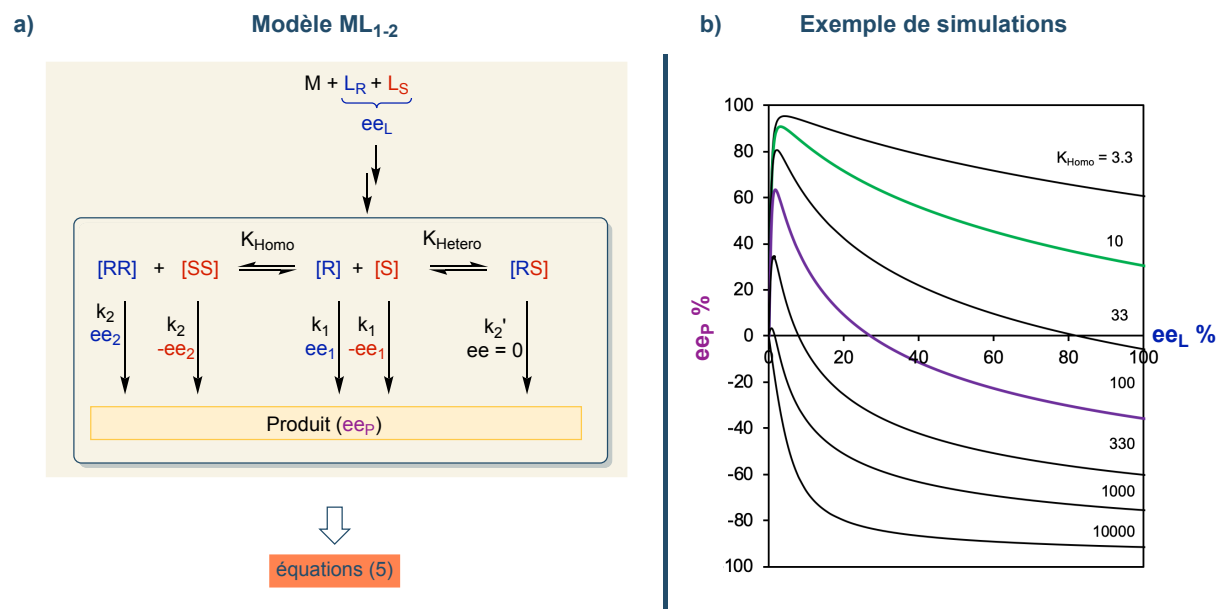 a) Modèle ML1-2
M + LR + LS
eeL
KHomo KHetero
[RR] + [SS] [R] + [S] [RS]
k2 k2 k1 k1 k2'
ee2 -ee2 ee1 -ee1 ee = 0
Produit (eeP)
équations (5)
b) Exemple de simulations
100
80
60
40
20
0
-20
-40
-60
-80
100
eeP %
0 20 40 60 80 100
eeL %
KHomo = 3.3
10
33
100
330
1000
10000